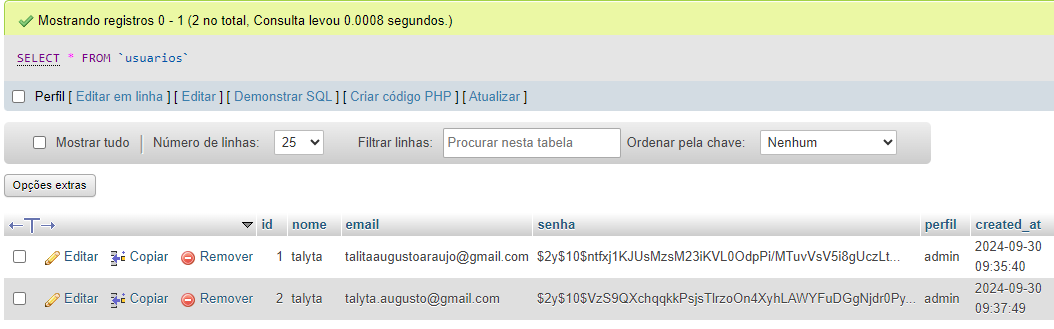 Mostrando registros 0 - 1 (2 no total, Consulta levou 0.0008 segundos.)
SELECT * FROM `usuarios`
Perfil [ Editar em linha ] [ Editar ] [ Demonstrar SQL ] [ Criar código PHP ] [ Atualizar ]
Mostrar tudo Número de linhas: 25 Filtrar linhas: Procurar nesta tabela Ordenar pela chave: Nenhum
Opções extras
id nome email senha perfil created_at
Editar Copiar Remover 1 talyta talitaaugustoaraujo@gmail.com $2y$10$ntfxj1KJUsMzsM23iKVL0OdpPi/MTuvVsV5i8gUczLt... admin 2024-09-30
09:35:40
Editar Copiar Remover 2 talyta talyta.augusto@gmail.com $2y$10$VzS9QXchqqkkPsjsTlrzoOn4XyhLAWYFuDGgNjdr0Py... admin 2024-09-30
09:37:49